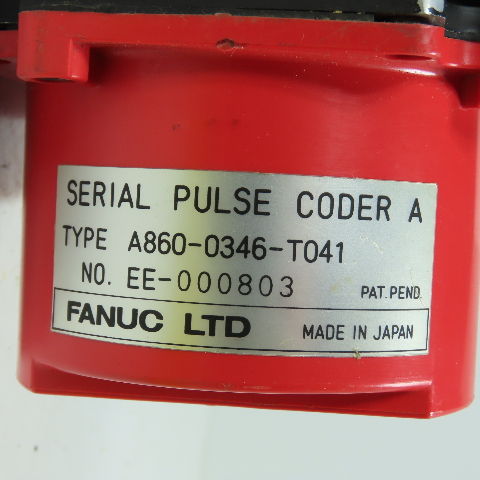 SERIAL PULSE CODER A
TYPE A860-0346-T041
NO. EE-000803 PAT. PEND.
FANUC LTD MADE IN JAPAN